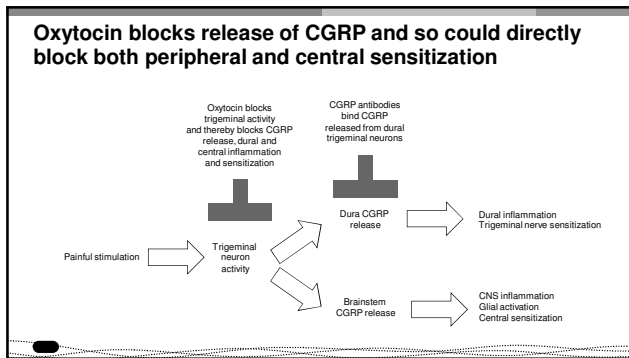 Oxytocin blocks release of CGRP and so could directly
block both peripheral and central sensitization
Oxytocin blocks
trigeminal activity
and thereby blocks CGRP
release, dural and
central inflammation
and sensitization
CGRP antibodies
bind CGRP
released from dural
trigeminal neurons
Painful stimulation
Trigeminal
neuron
activity
Dura CGRP
release
Dural inflammation
Trigeminal nerve sensitization
Brainstem
CGRP release
CNS inflammation
Glial activation
Central sensitization